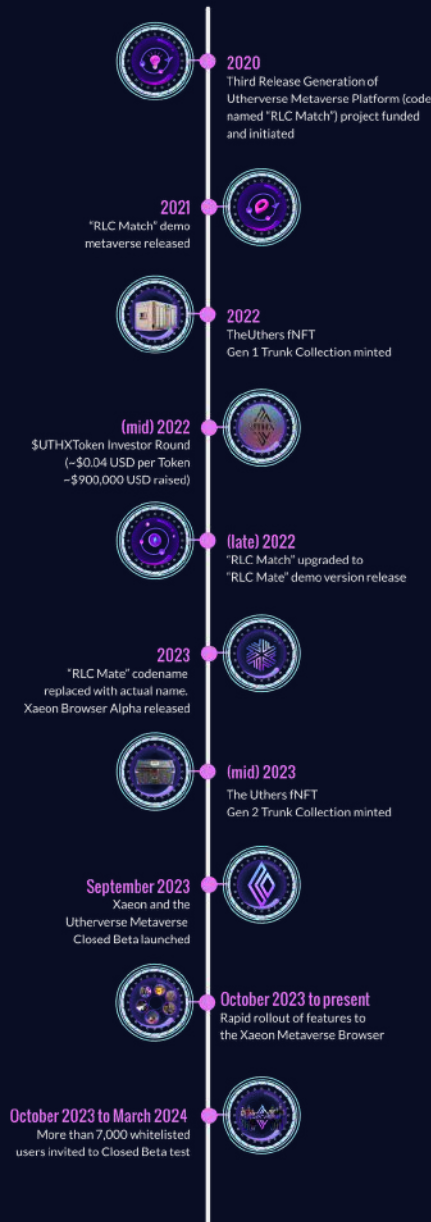 2020
Third Release Generation of
Utherverse Metaverse Platform (code
named "RLC Match") project funded
and initiated
2021
"RLC Match" demo
metaverse released
2022
TheUthers fNFT
Gen 1 Trunk Collection minted
(mid) 2022
$UTHXToken Investor Round
(~$0.04 USD per Token
~$900,000 USD raised)
(late) 2022
"RLC Match" upgraded to
"RLC Mate" demo version release
2023
"RLC Mate" codename
replaced with actual name.
Xaeon Browser Alpha released
(mid) 2023
The Uthers fNFT
Gen 2 Trunk Collection minted
September 2023
Xaeon and the
Utherverse Metaverse
Closed Beta launched
October 2023 to present
Rapid rollout of features to
the Xaeon Metaverse Browser
October 2023 to March 2024
More than 7,000 whitelisted
users invited to Closed Beta test